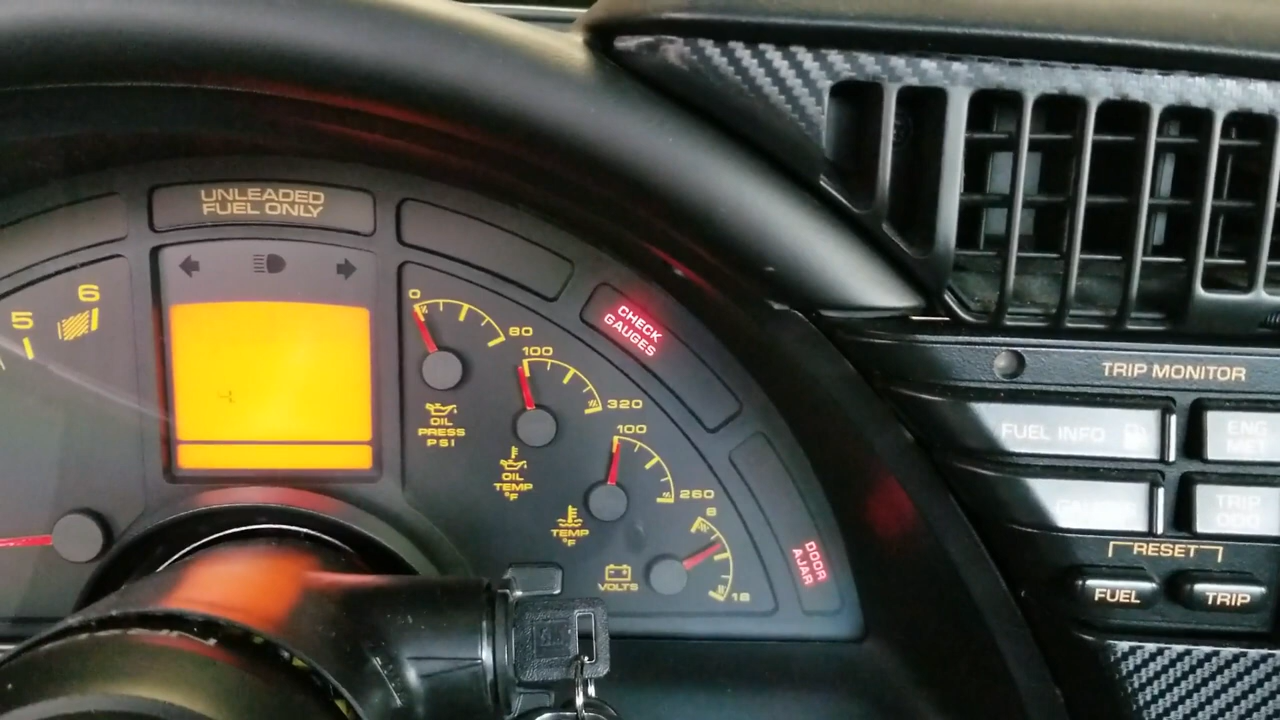 UNLEADED
FUEL ONLY
5
6
0
80
OIL
PRESS
PSI
100
320
OIL
TEMP
°F
100
260
TEMP
°F
8
18
VOLTS
CHECK
GAUGES
DOOR
AJAR
TRIP MONITOR
FUEL INFO
ENG
MET
TRIP
ODO
RESET
FUEL
TRIP